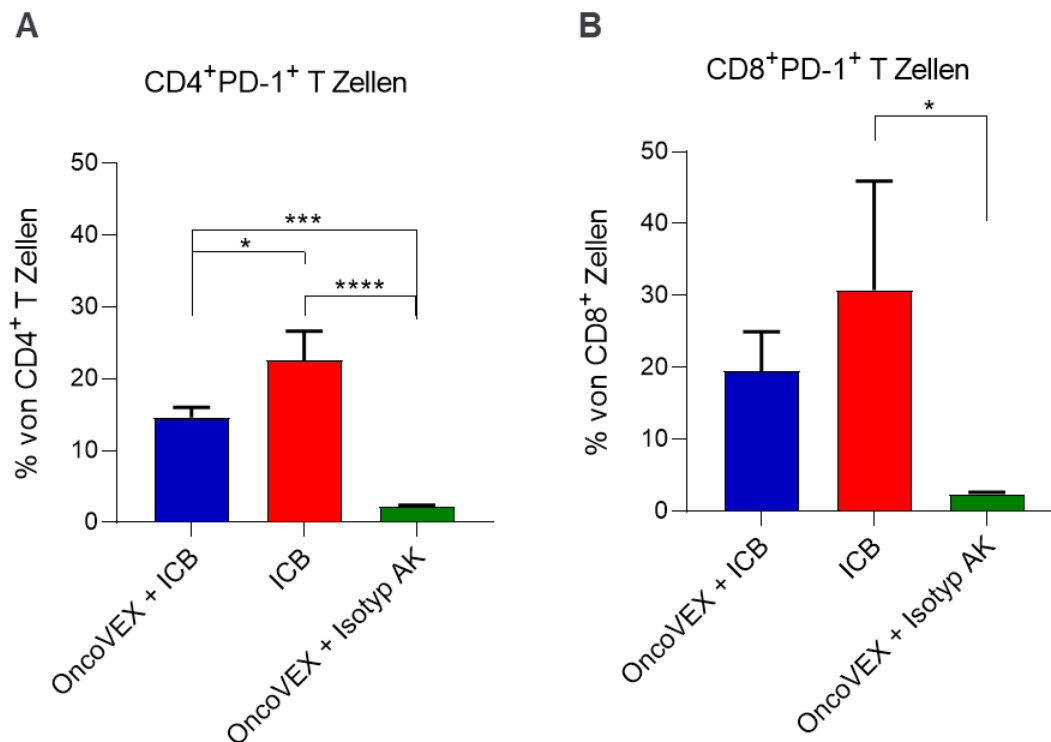 A
CD4⁺PD-1⁺ T Zellen
% von CD4⁺ T Zellen
50
40
30
20
10
0
***
*
****
OncoVEX + ICB
ICB
OncoVEX + Isotyp AK
B
CD8⁺PD-1⁺ T Zellen
% von CD8⁺ Zellen
50
40
30
20
10
0
*
OncoVEX + ICB
ICB
OncoVEX + Isotyp AK